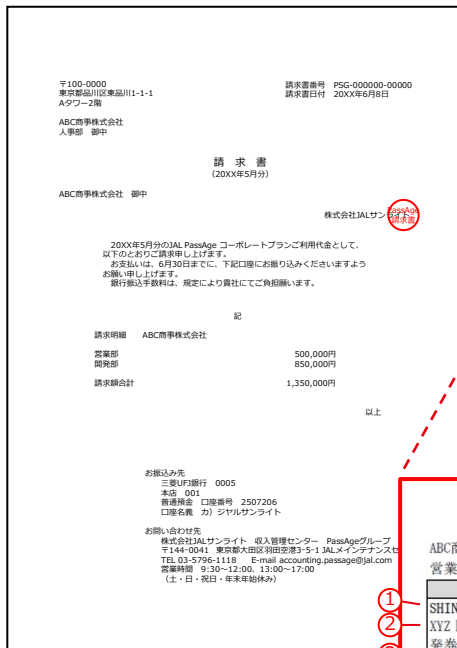 〒100-0000
東京都品川区東品川1-1-1
Aタワー2階
請求書番号 PSG-000000-00000
請求書日付 20XX年6月8日
ABC商事株式会社
人事部 御中
請 求 書
(20XX年5月分)
ABC商事株式会社 御中
株式会社JALサンライト
PassAge
請求書
20XX年5月分のJAL PassAge コーポレートプランご利用代金として、
以下のとおりご請求申し上げます。
お支払いは、6月30日までに、下記口座にお振り込みくださいますよう
お願い申し上げます。
銀行振込手数料は、規定により貴社にてご負担願います。
記
請求明細 ABC商事株式会社
営業部 500,000円
開発部 850,000円
請求額合計 1,350,000円
以上
お振込み先
三菱UFJ銀行 0005
本店 001
普通預金 口座番号 2507206
口座名義 カ）ジヤルサンライト
お問い合わせ先
株式会社JALサンライト 収入管理センター PassAgeグループ
〒144-0041 東京都大田区羽田空港3-5-1 JALメインテナンスセ
TEL 03-5796-1118 E-mail accounting.passage@jal.com
営業時間 9:30～12:00、13:00～17:00
（土・日・祝日・年末年始休み）
ABC商
営業
① SHIN
② XYZ
発券